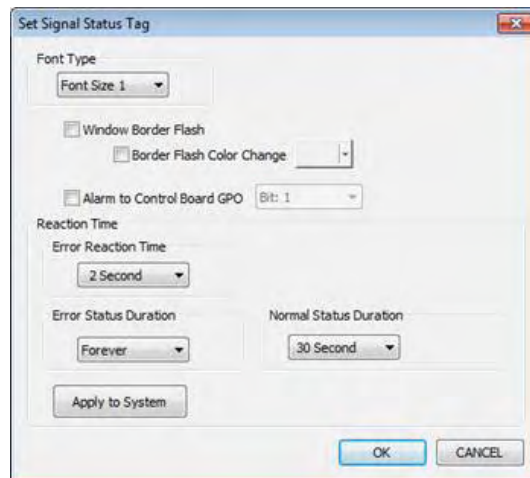 Set Signal Status Tag
Font Type
Font Size 1
Window Border Flash
Border Flash Color Change
Alarm to Control Board GPO Bit: 1
Reaction Time
Error Reaction Time
2 Second
Error Status Duration Normal Status Duration
Forever 30 Second
Apply to System
OK CANCEL